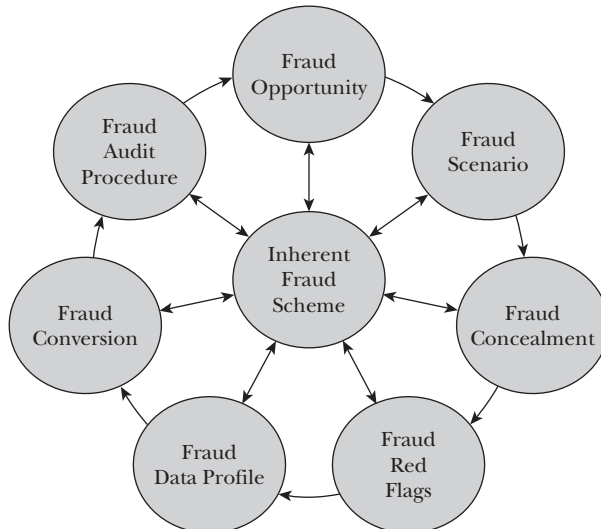 Fraud
Opportunity
Fraud
Scenario
Fraud
Concealment
Fraud
Red
Flags
Fraud
Data Profile
Fraud
Conversion
Fraud
Audit
Procedure
Inherent
Fraud
Scheme